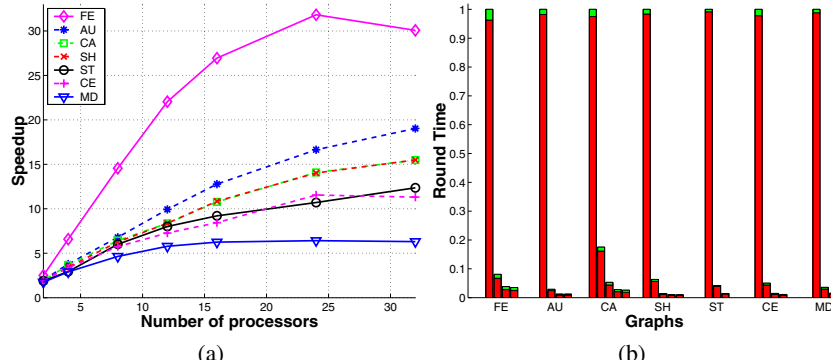 FE
AU
CA
SH
ST
CE
MD
30
25
20
15
10
5
0
5
10
15
20
25
30
Speedup
Number of processors
(a)
1
0.9
0.8
0.7
0.6
0.5
0.4
0.3
0.2
0.1
0
Round Time
FE AU CA SH ST CE MD
Graphs
(b)